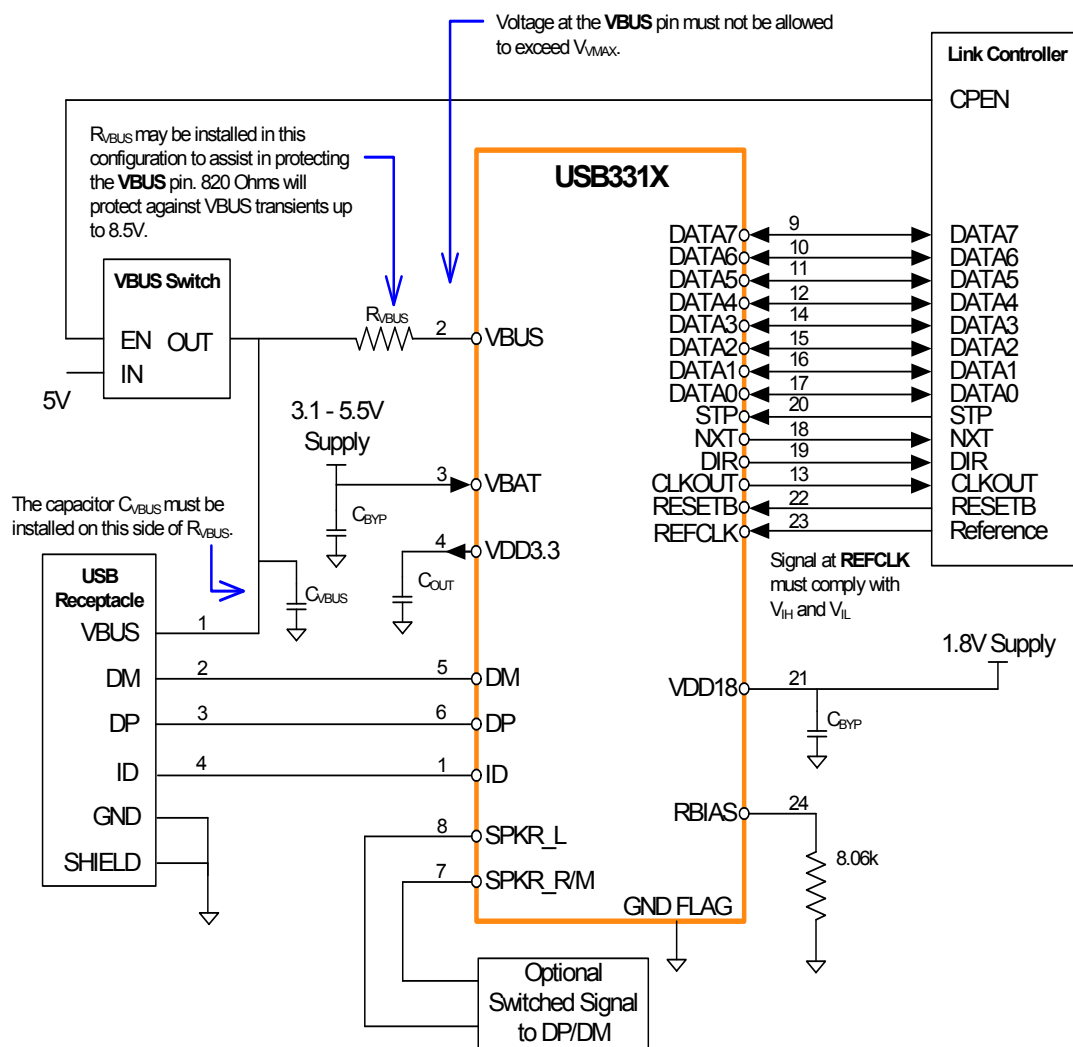 Voltage at the VBUS pin must not be allowed
to exceed VVMAX.
Link Controller
CPEN
RVBUS may be installed in this
configuration to assist in protecting
the VBUS pin. 820 Ohms will
protect against VBUS transients up
to 8.5V.
VBUS Switch
EN OUT
IN
5V
RVBUS
2
VBUS
USB331X
DATA7 9 DATA7
DATA6 10 DATA6
DATA5 11 DATA5
DATA4 12 DATA4
DATA3 14 DATA3
DATA2 15 DATA2
DATA1 16 DATA1
DATA0 17 DATA0
STP 20 STP
NXT 18 NXT
DIR 19 DIR
CLKOUT 13 CLKOUT
RESETB 22 RESETB
REFCLK 23 Reference
Signal at REFCLK
must comply with
VIH and VIL
3.1 - 5.5V
Supply
3 VBAT
CBYP
4 VDD3.3
COUT
The capacitor CVBUS must be
installed on this side of RVBUS.
CVBUS
USB
Receptacle
VBUS 1
DM 2 5 DM
DP 3 6 DP
ID 4 1 ID
GND
SHIELD
8 SPKR_L
7 SPKR_R/M
1.8V Supply
VDD18 21
CBYP
RBIAS 24
8.06k
GND FLAG
Optional
Switched Signal
to DP/DM